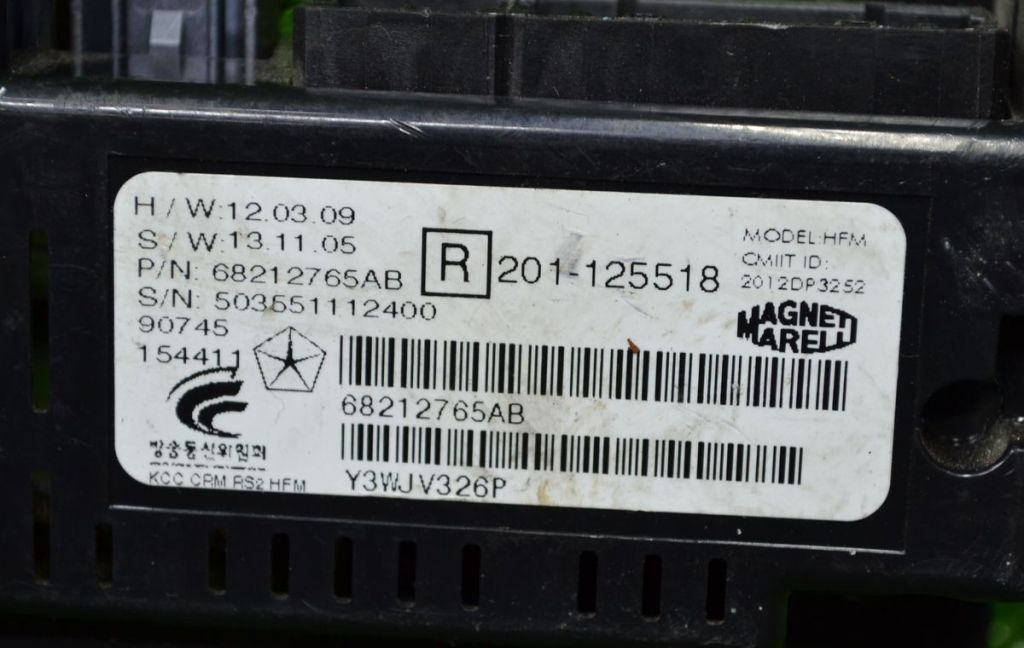 H / W:12.03.09
S / W:13.11.05
P/N: 68212765AB
S/N: 503551112400
90745
154411
R 201-125518
MODEL:HFM
CMIIT ID:
2012DP3252
MAGNETI
MARELLI
68212765AB
Y3WJV326P
방송통신위원회
KCC CRM RS2 HFM